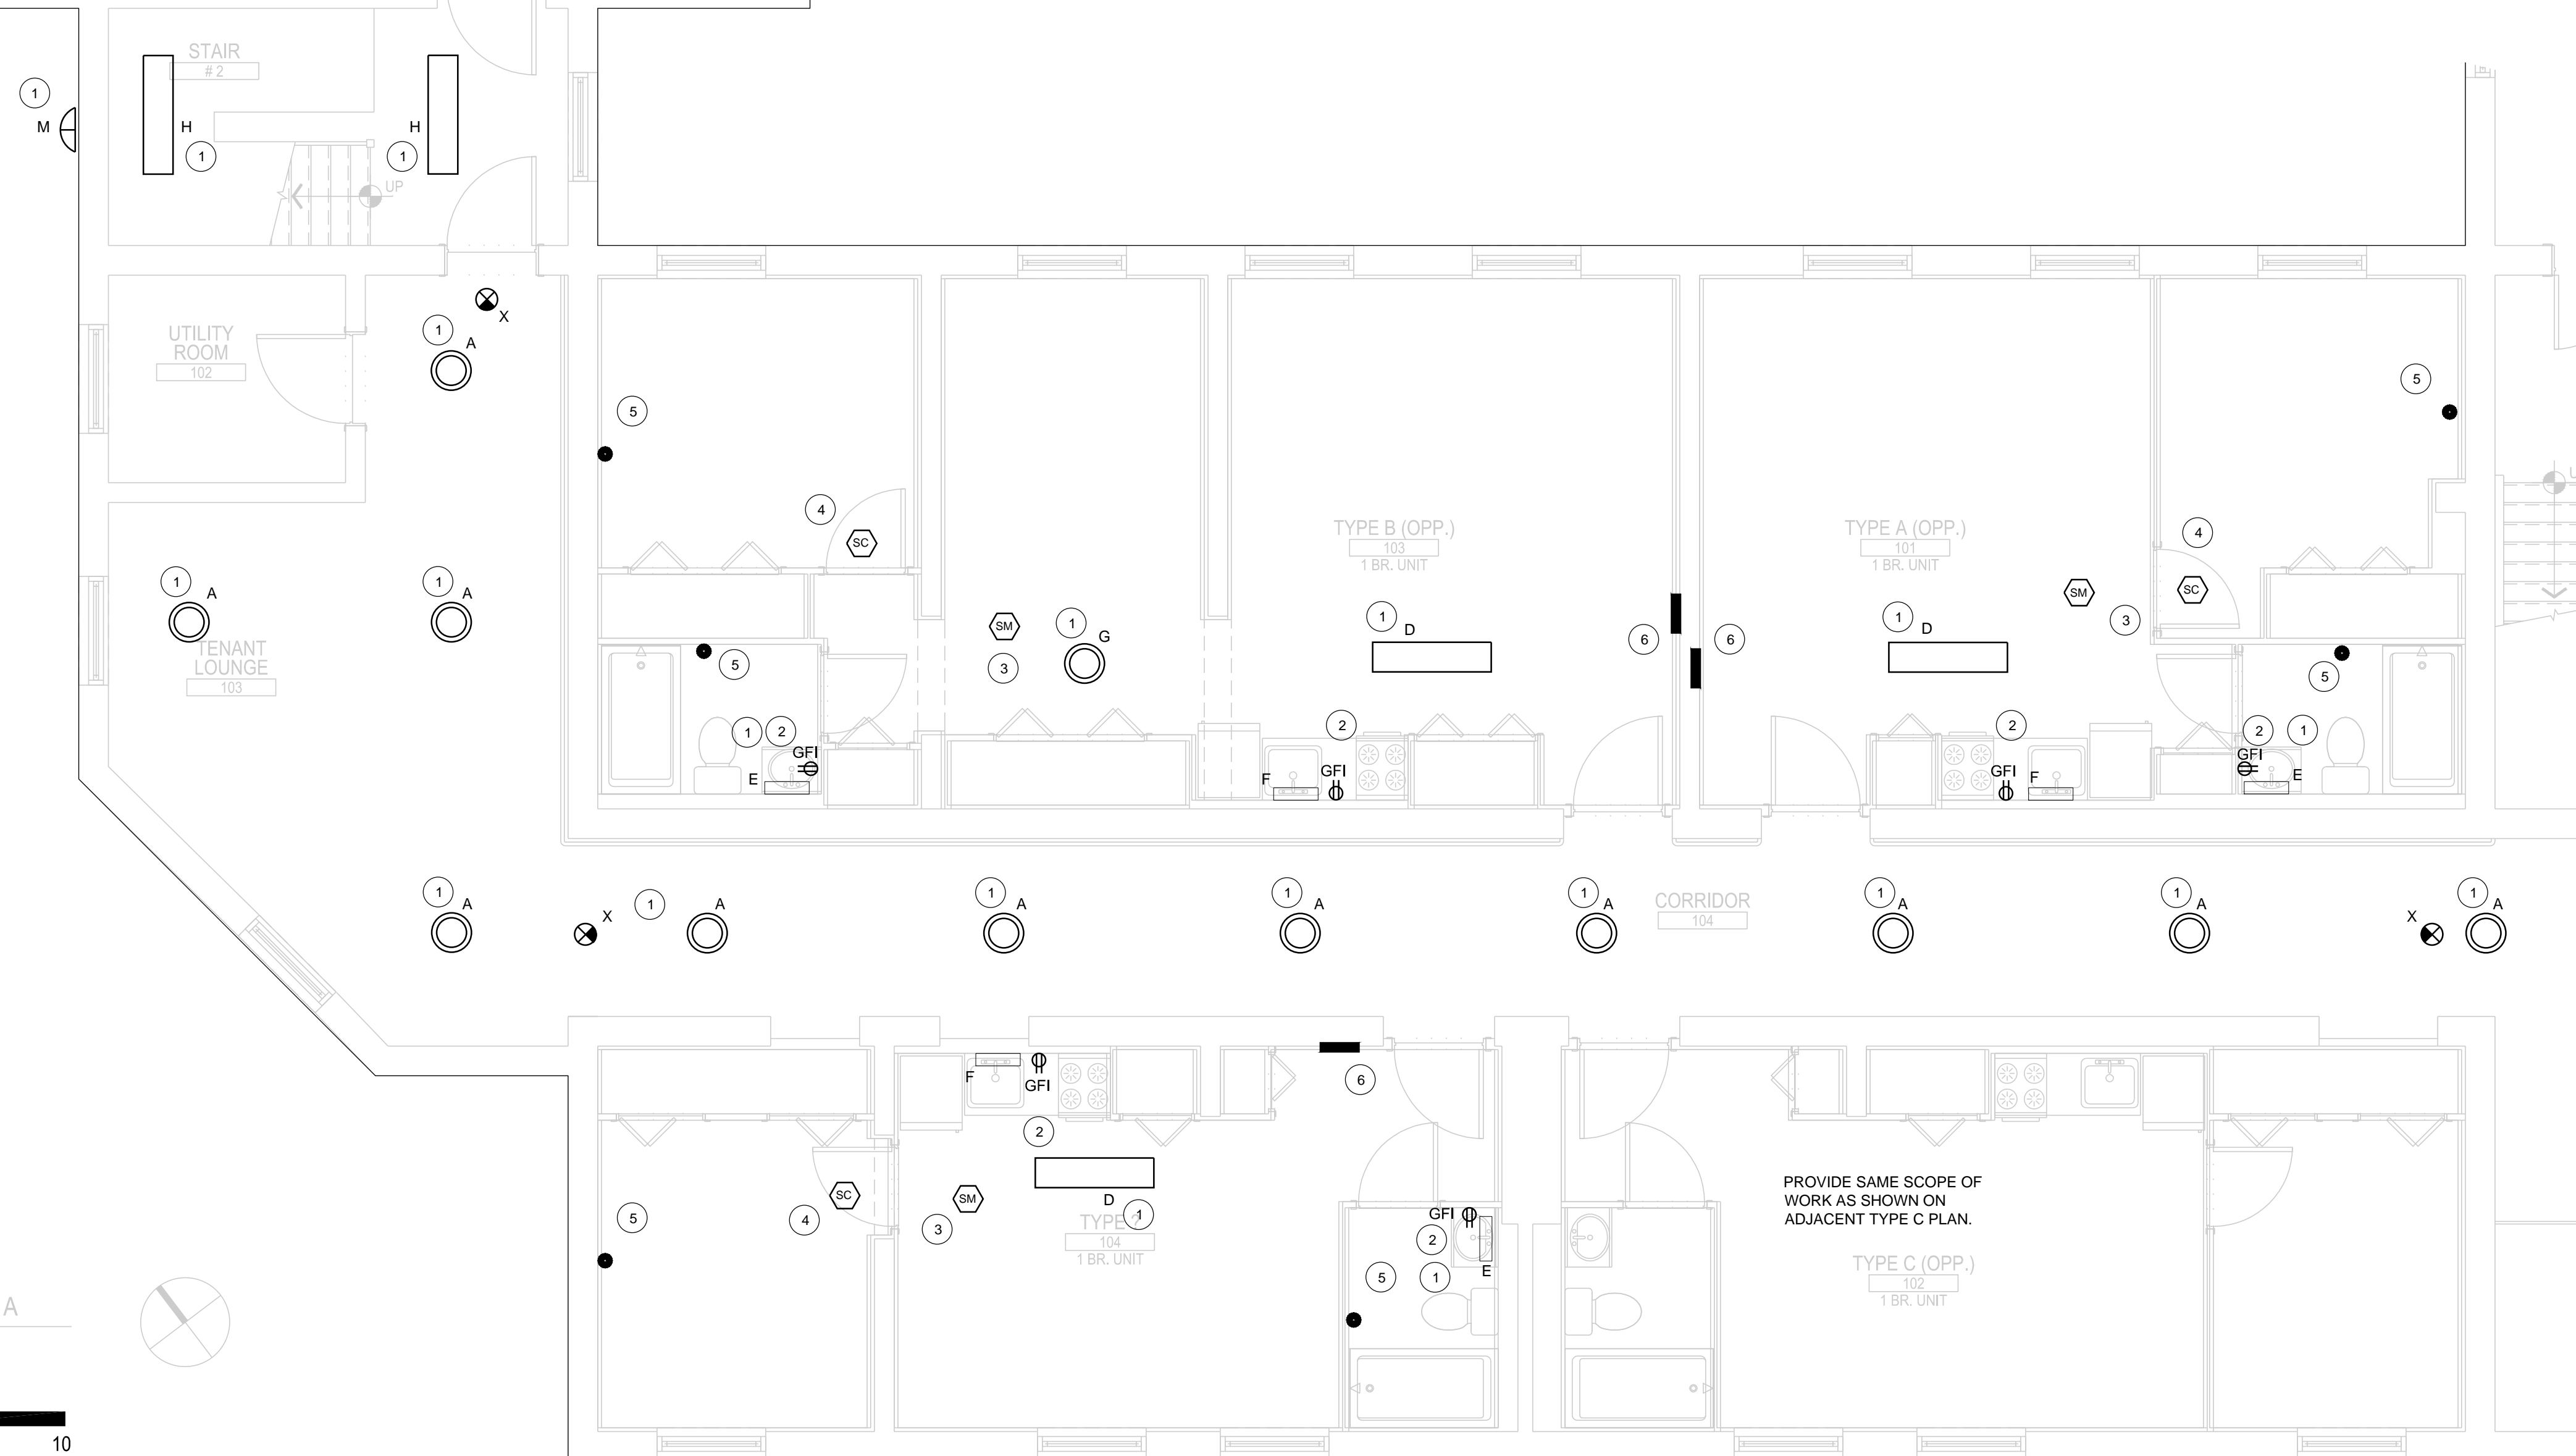 STAIR
# 2
1
M
H
1
H
1
UP
X
1
A
UTILITY
ROOM
102
5
5
4
SC
TYPE B (OPP.)
103
1 BR. UNIT
TYPE A (OPP.)
101
1 BR. UNIT
4
SC
SM
3
1
A
1
A
TENANT
LOUNGE
103
SM
3
1
G
1
D
6
6
1
D
5
5
1
2
GFI
E
2
F
GFI
2
GFI
F
2
1
GFI
E
1
A
X
1
A
1
A
1
A
1
A
CORRIDOR
104
1
A
1
A
X
1
A
F
GFI
2
6
D
1
SC
4
SM
3
5
TYPE
104
1 BR. UNIT
GFI
2
E
5
1
PROVIDE SAME SCOPE OF
WORK AS SHOWN ON
ADJACENT TYPE C PLAN.
TYPE C (OPP.)
102
1 BR. UNIT
A
10